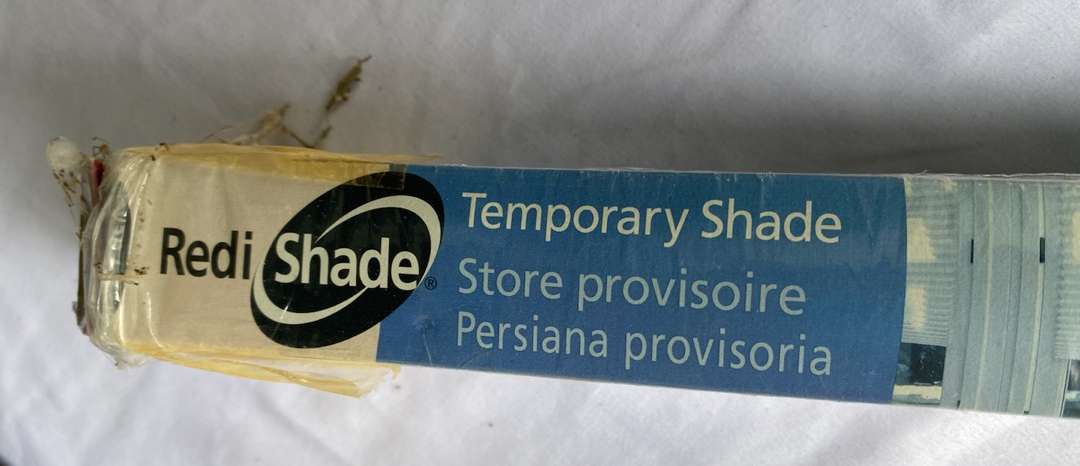 Redi Shade®
Temporary Shade
Store provisoire
Persiana provisoria